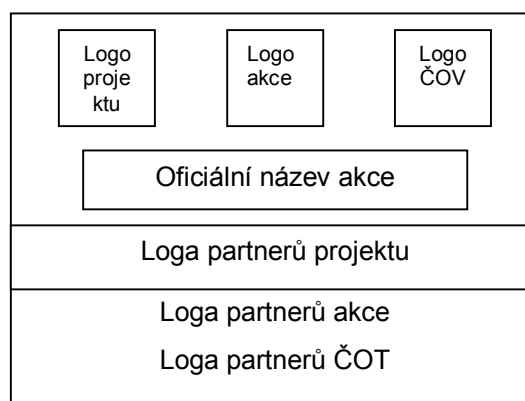 Logo
proje
ktu
Logo
akce
Logo
ČOV
Oficiální název akce
Loga partnerů projektu
Loga partnerů akce
Loga partnerů ČOT